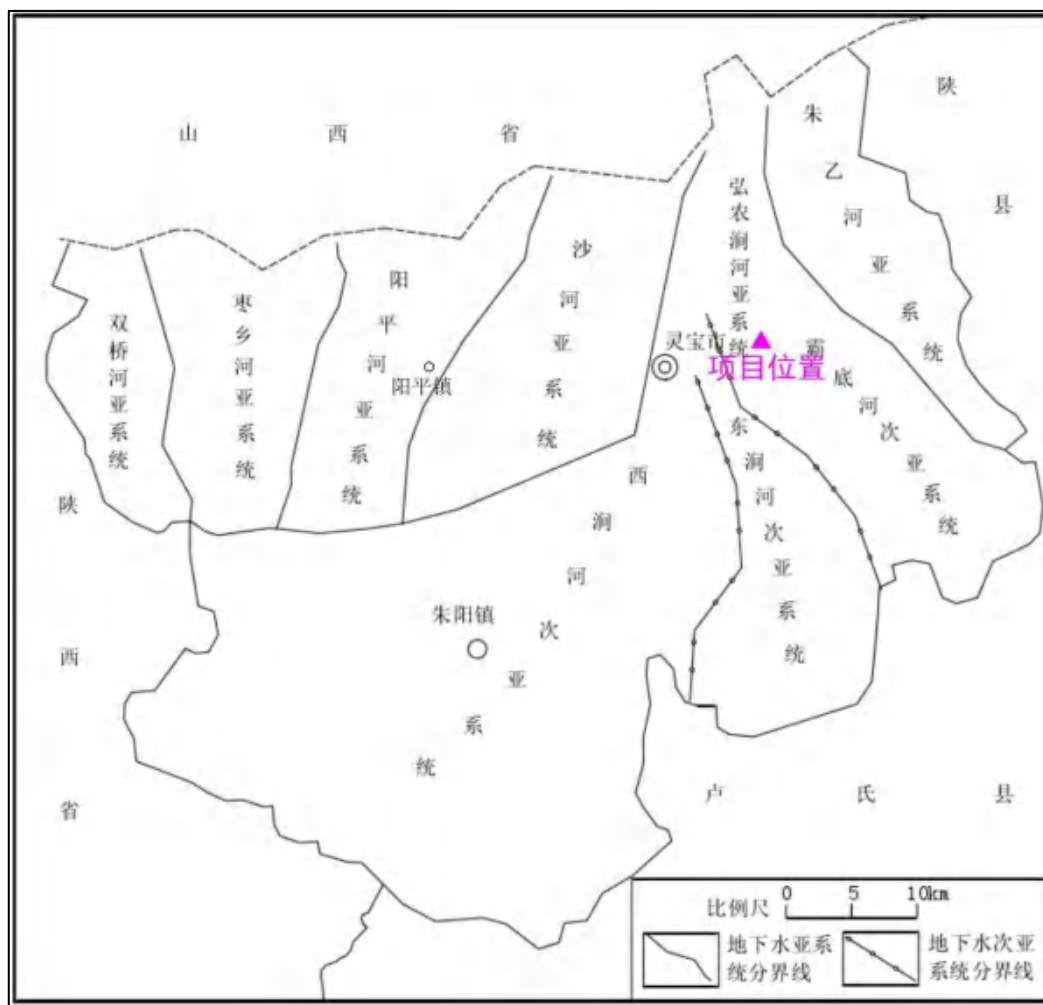 山西省
陕县
朱乙河亚系统
弘农涧河亚系统
沙河亚系统
阳平河亚系统
枣乡河亚系统
双桥河亚系统
灵宝市
项目位置
阳平镇
霸底河次亚系统
东涧河次亚系统
西涧河次亚系统
朱阳镇
陕西省
卢氏县
比例尺 0 5 10km
地下水亚系
统分界线
地下水次亚
系统分界线